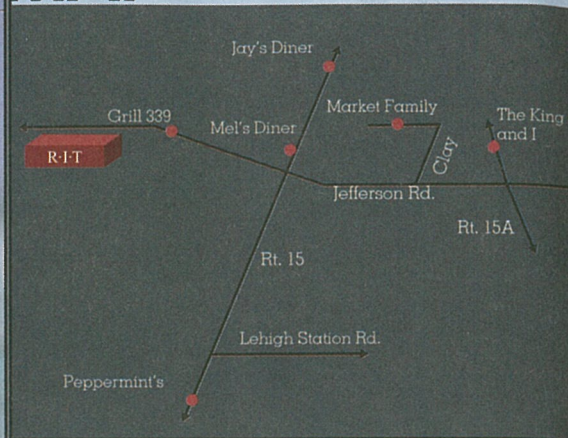 Jay's Diner
Grill 339
Market Family
The King
and I
Mel's Diner
R·I·T
Clay
Jefferson Rd.
Rt. 15A
Rt. 15
Lehigh Station Rd.
Peppermint's